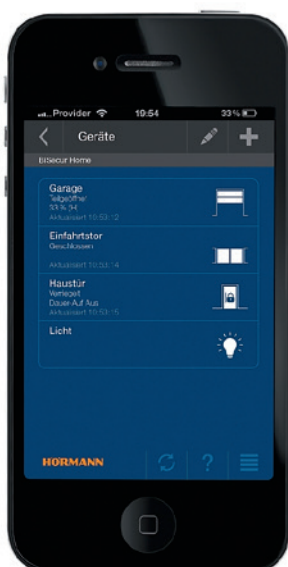 ...Provider 19:54 33 %
Geräte
BiSecur Home
Garage
Teilgeöffnet
33 % (H)
Aktualisiert 10:53:12
Einfahrtstor
Geschlossen
Aktualisiert 10:53:14
Haustür
Verriegelt
Dauer-Auf Aus
Aktualisiert 10:53:15
Licht
HÖRMANN
?